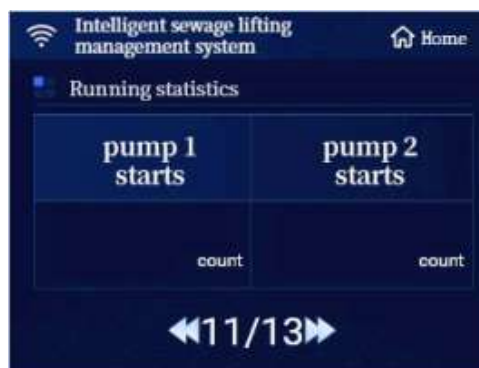 Intelligent sewage lifting
management system
Home
Running statistics
pump 1
starts
pump 2
starts
count
count
11/13